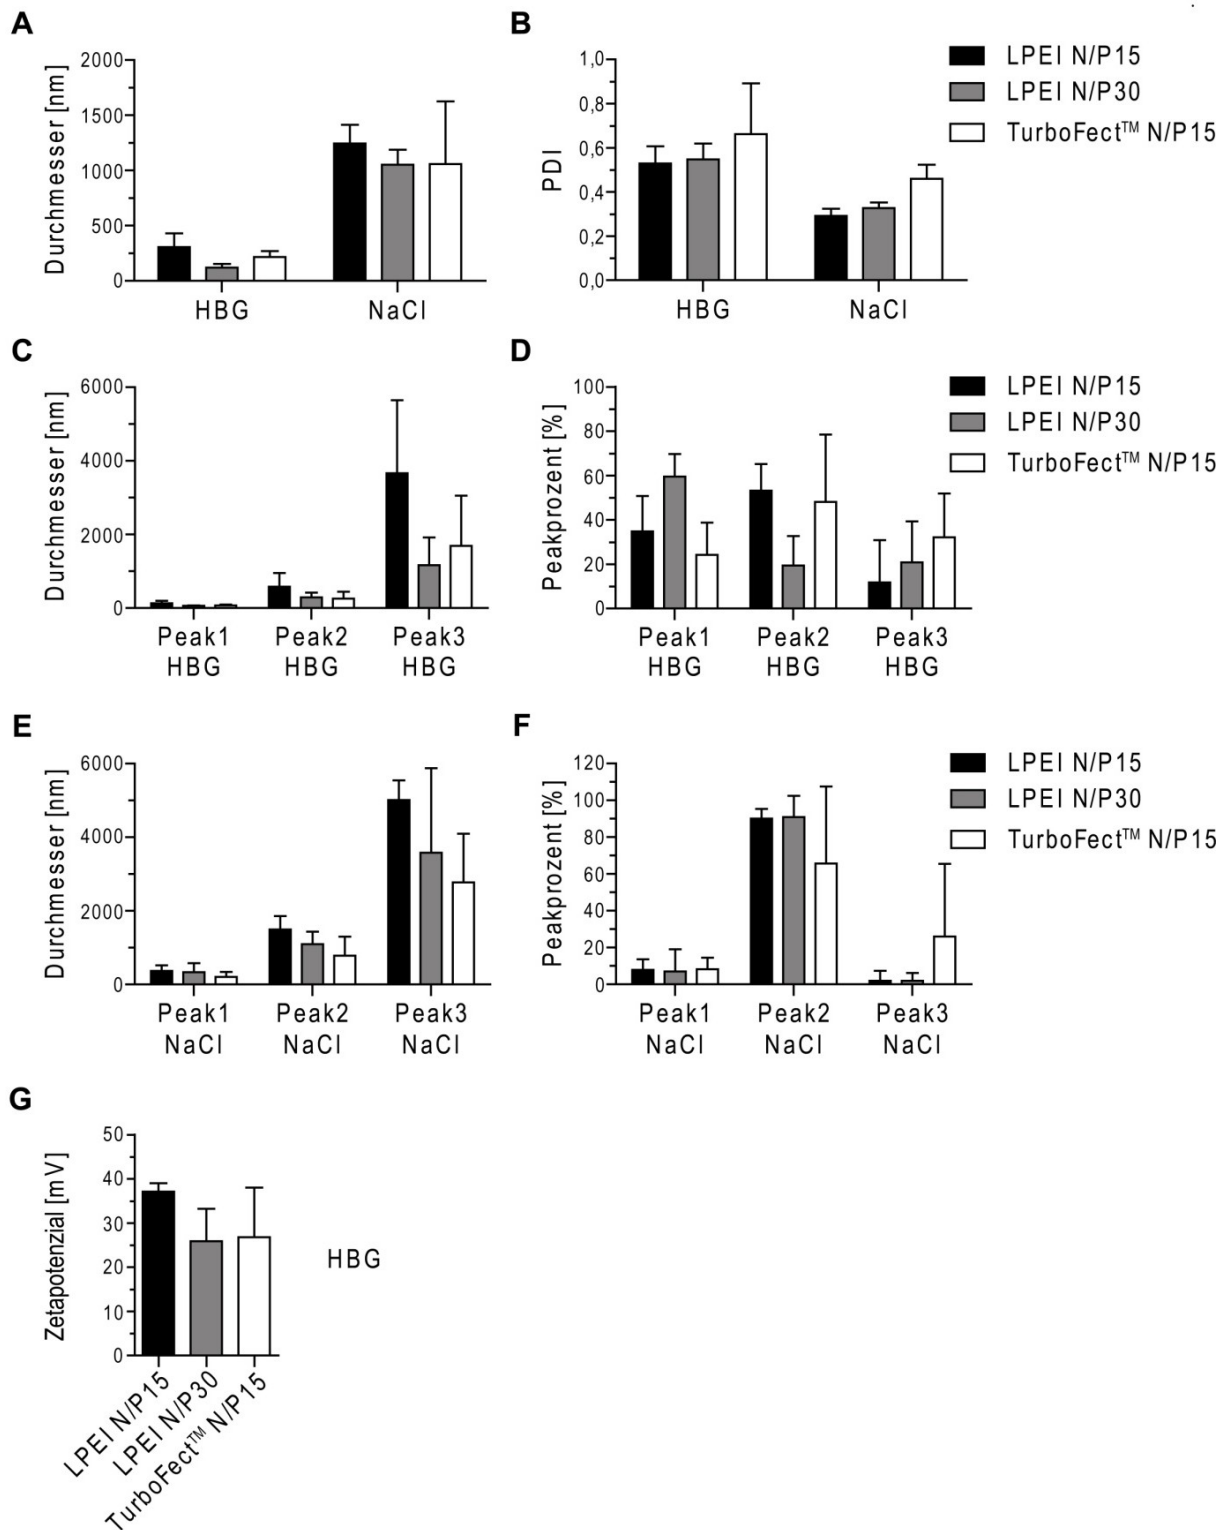 A
Durchmesser [nm]
2000
1500
1000
500
0
HBG
NaCl
B
PDI
1,0
0,8
0,6
0,4
0,2
0,0
HBG
NaCl
LPEI N/P15
LPEI N/P30
TurboFect™ N/P15
C
Durchmesser [nm]
6000
4000
2000
0
Peak1
HBG
Peak2
HBG
Peak3
HBG
D
Peakprozent [%]
100
80
60
40
20
0
Peak1
HBG
Peak2
HBG
Peak3
HBG
LPEI N/P15
LPEI N/P30
TurboFect™ N/P15
E
Durchmesser [nm]
6000
4000
2000
0
Peak1
NaCl
Peak2
NaCl
Peak3
NaCl
F
Peakprozent [%]
120
100
80
60
40
20
0
Peak1
NaCl
Peak2
NaCl
Peak3
NaCl
LPEI N/P15
LPEI N/P30
TurboFect™ N/P15
G
Zetapotenzial [mV]
50
40
30
20
10
0
LPEI N/P15
LPEI N/P30
TurboFect™ N/P15
HBG